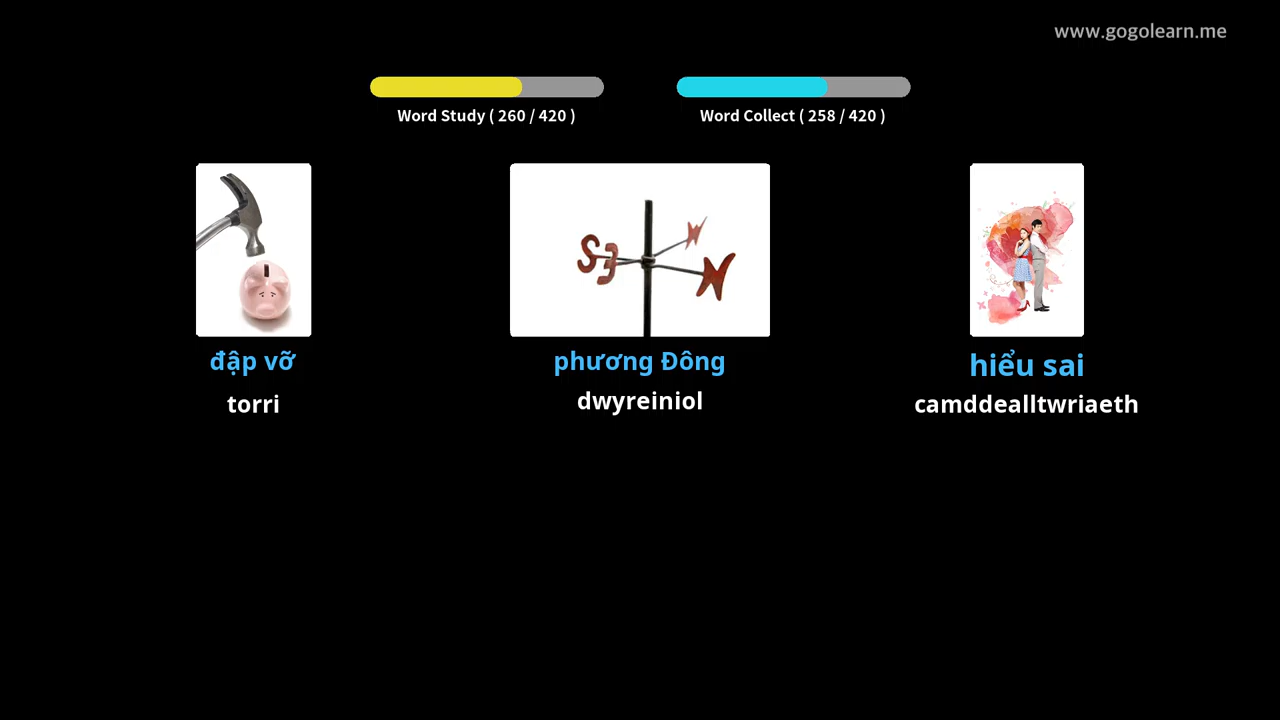 www.gogolearn.me
Word Study ( 260 / 420 )
Word Collect ( 258 / 420 )
S E N W
đập vỡ
phương Đông
hiểu sai
torri
dwyreiniol
camddealltwriaeth